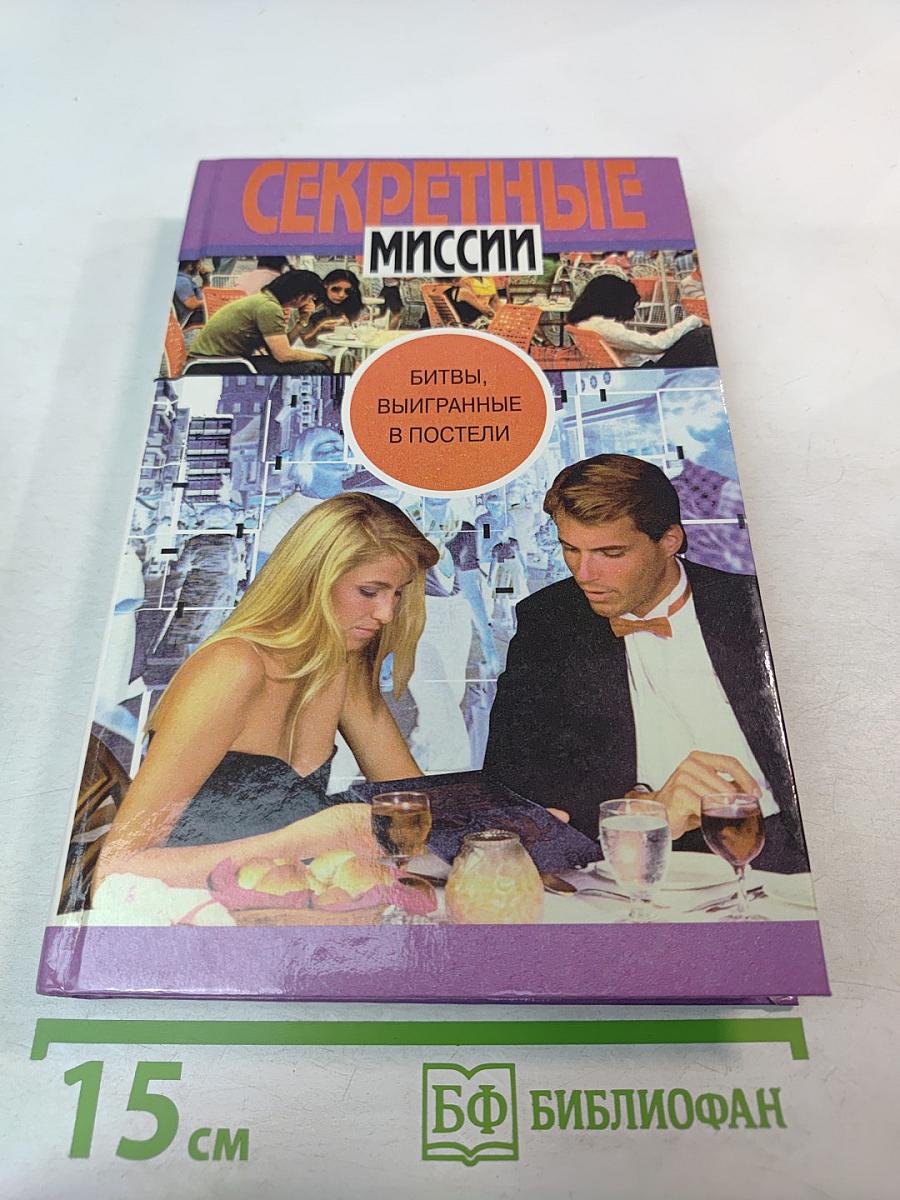 СЕКРЕТНЫЕ
МИССИИ
БИТВЫ,
ВЫИГРАННЫЕ
В ПОСТЕЛИ
15 см
БФ БИБЛИОФАН